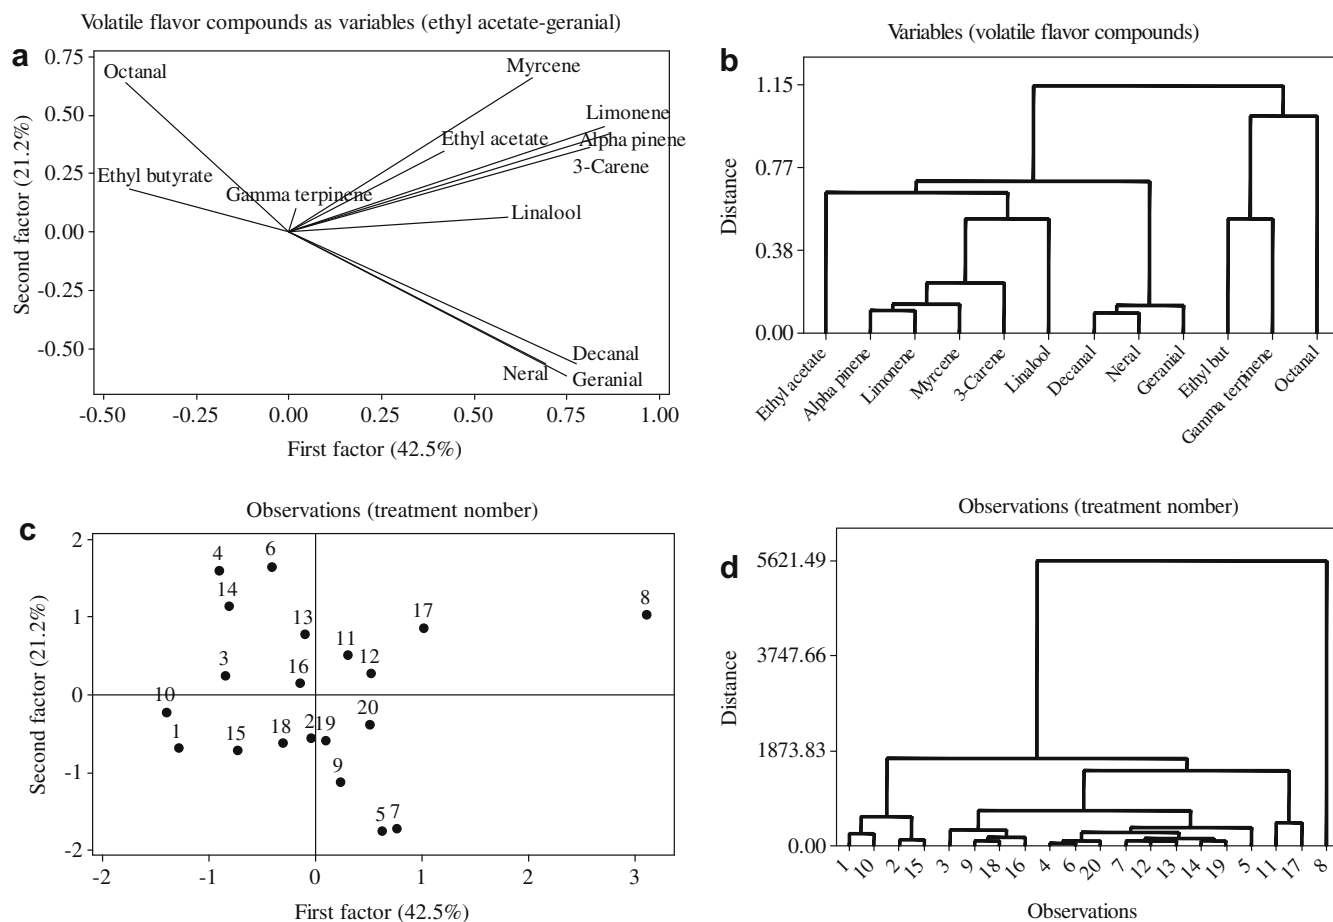 Volatile flavor compounds as variables (ethyl acetate-geranial)
a
0.75
0.50
0.25
0.00
-0.25
-0.50
Second factor (21.2%)
Octanal
Myrcene
Limonene
Ethyl acetate
Alpha pinene
3-Carene
Ethyl butyrate
Gamma terpinene
Linalool
Decanal
Neral
Geranial
-0.50
-0.25
0.00
0.25
0.50
0.75
1.00
First factor (42.5%)
Variables (volatile flavor compounds)
b
1.15
0.77
0.38
0.00
Distance
Ethyl acetate
Alpha pinene
Limonene
Myrcene
3-Carene
Linalool
Decanal
Neral
Geranial
Ethyl but
Gamma terpinene
Octanal
Observations (treatment nomber)
c
2
1
0
-1
-2
Second factor (21.2%)
4
6
14
13
17
8
11
12
3
16
10
1
15
18
2
19
20
9
5
7
-2
-1
0
1
2
3
First factor (42.5%)
Observations (treatment nomber)
d
5621.49
3747.66
1873.83
0.00
Distance
1
10
2
15
3
9
18
16
4
6
20
7
12
13
14
19
5
11
17
8
Observations